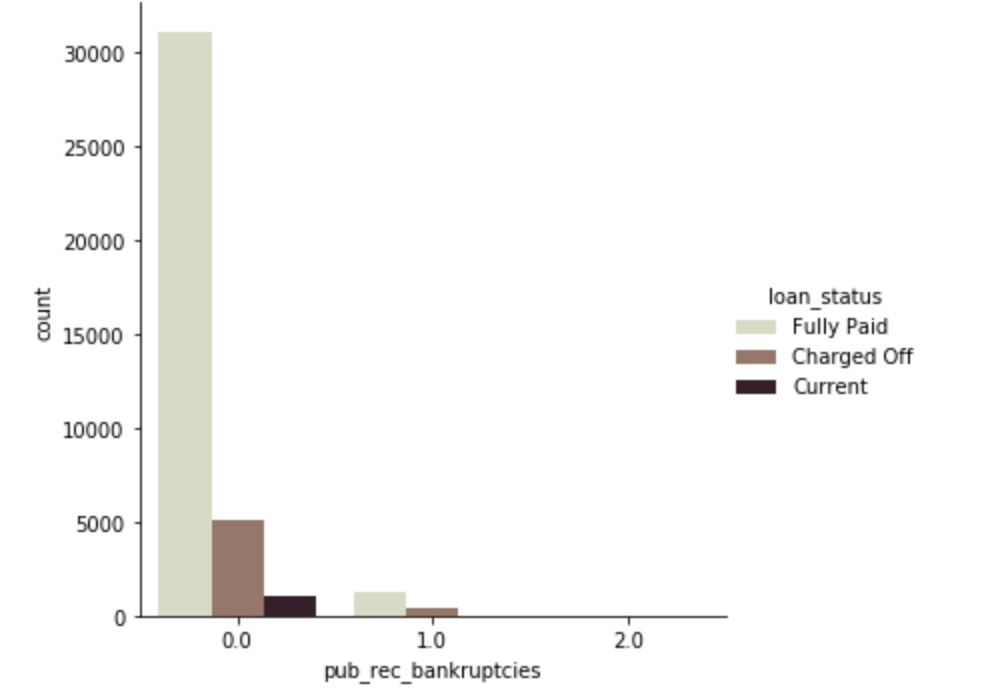 30000
25000
20000
15000
10000
5000
0
count
0.0 1.0 2.0
pub_rec_bankruptcies
loan_status
Fully Paid
Charged Off
Current